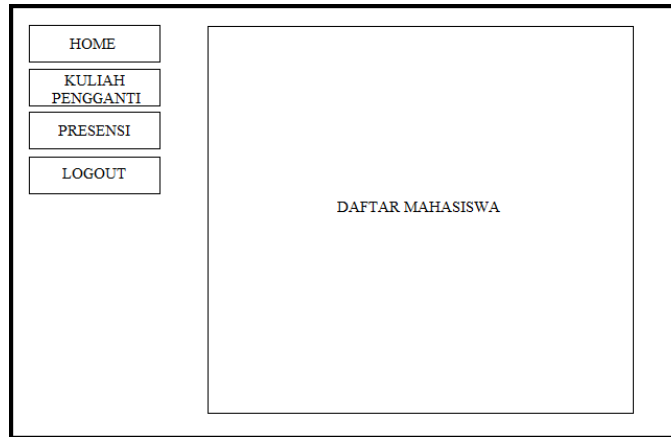 HOME
KULIAH
PENGGANTI
PRESENSI
LOGOUT
DAFTAR MAHASISWA